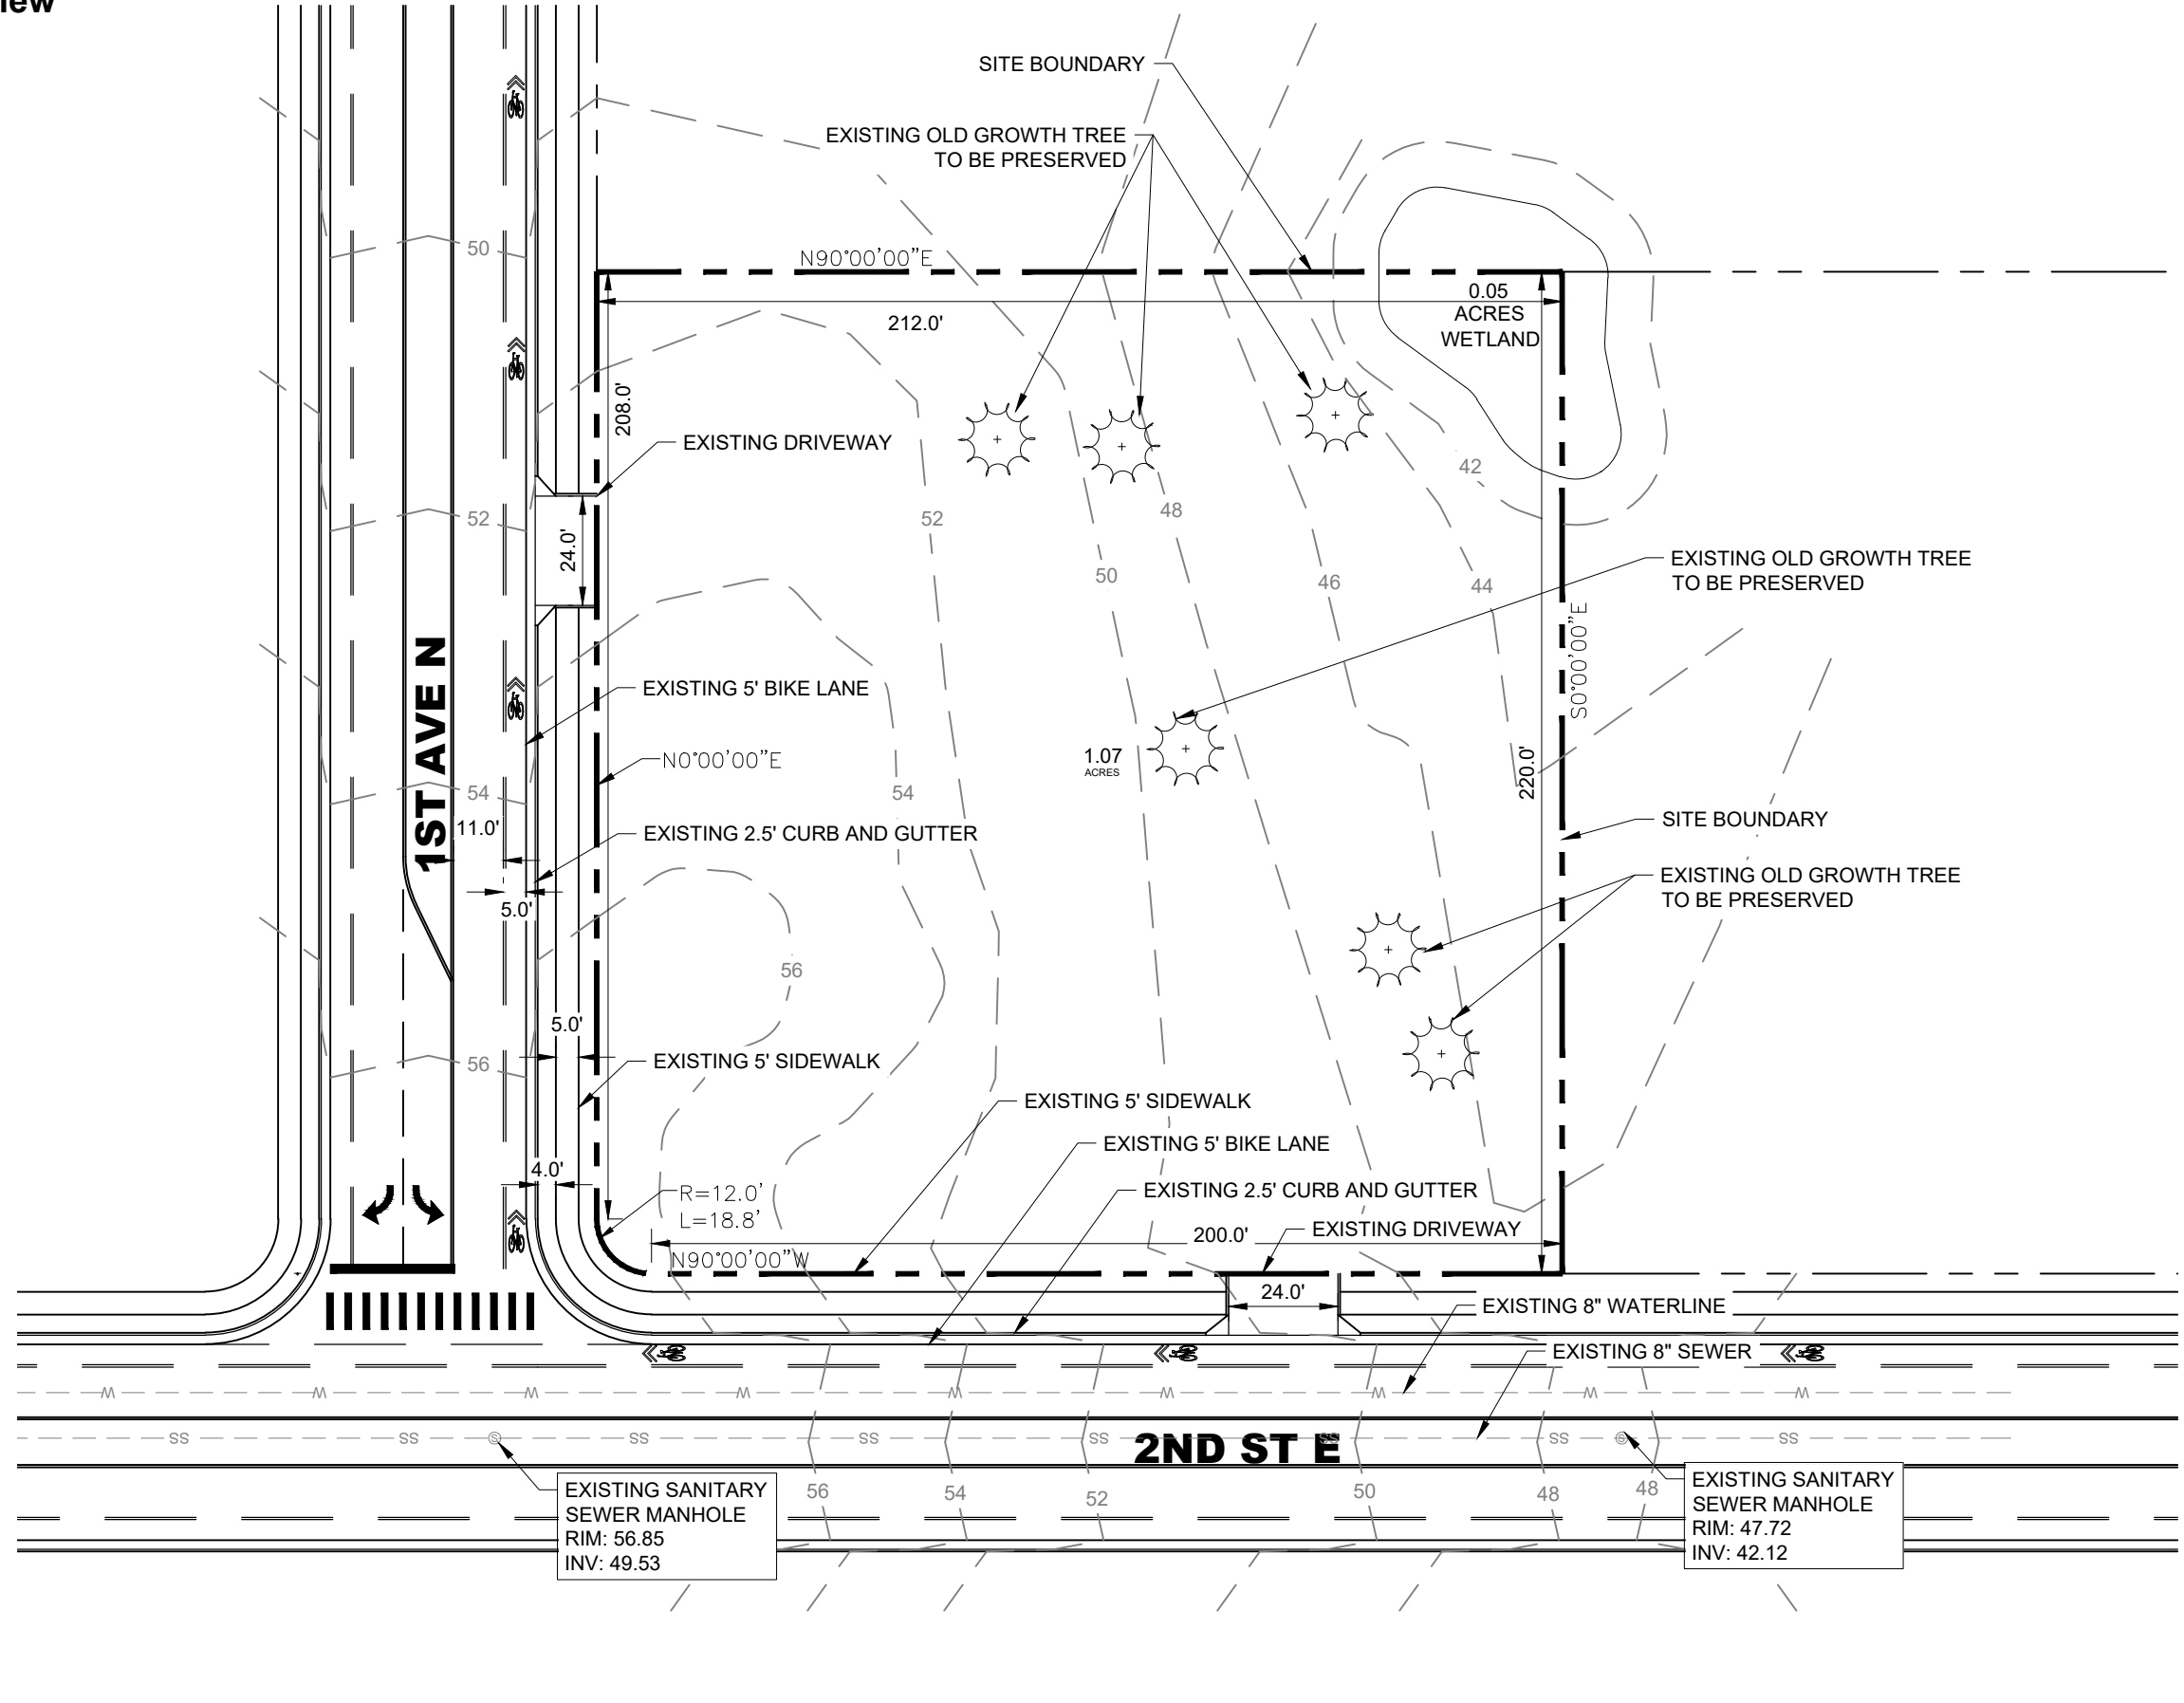 SITE BOUNDARY
EXISTING OLD GROWTH TREE
TO BE PRESERVED
50
N90°00'00"E
212.0'
0.05
ACRES
WETLAND
208.0'
EXISTING DRIVEWAY
42
48
52
52
24.0'
50
46
44
EXISTING OLD GROWTH TREE
TO BE PRESERVED
S0°00'00"E
1ST AVE N
EXISTING 5' BIKE LANE
N0°00'00"E
1.07
ACRES
220.0'
54
54
11.0'
EXISTING 2.5' CURB AND GUTTER
SITE BOUNDARY
5.0'
EXISTING OLD GROWTH TREE
TO BE PRESERVED
56
5.0'
56
EXISTING 5' SIDEWALK
EXISTING 5' SIDEWALK
EXISTING 5' BIKE LANE
4.0'
R=12.0'
L=18.8'
EXISTING 2.5' CURB AND GUTTER
EXISTING DRIVEWAY
200.0'
N90°00'00"W
24.0'
EXISTING 8" WATERLINE
EXISTING 8" SEWER
W W W W W W W W W
SS SS S SS SS SS SS SS S SS
2ND ST E
56
54
52
50
48
48
EXISTING SANITARY
SEWER MANHOLE
RIM: 56.85
INV: 49.53
EXISTING SANITARY
SEWER MANHOLE
RIM: 47.72
INV: 42.12